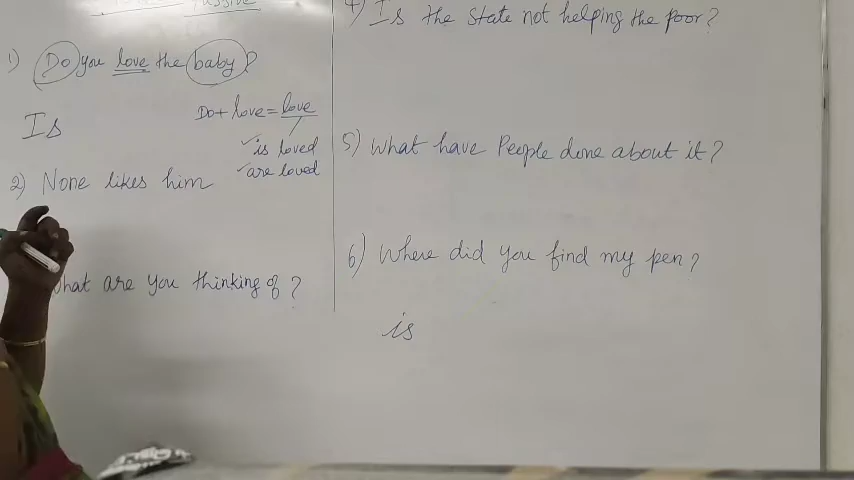 Passive
1) Do you love the baby?
Do + love = love
✓ is loved
✓ are loved
Is
2) None likes him
what are you thinking of?
4) Is the State not helping the poor?
5) What have People done about it?
6) Where did you find my pen?
is